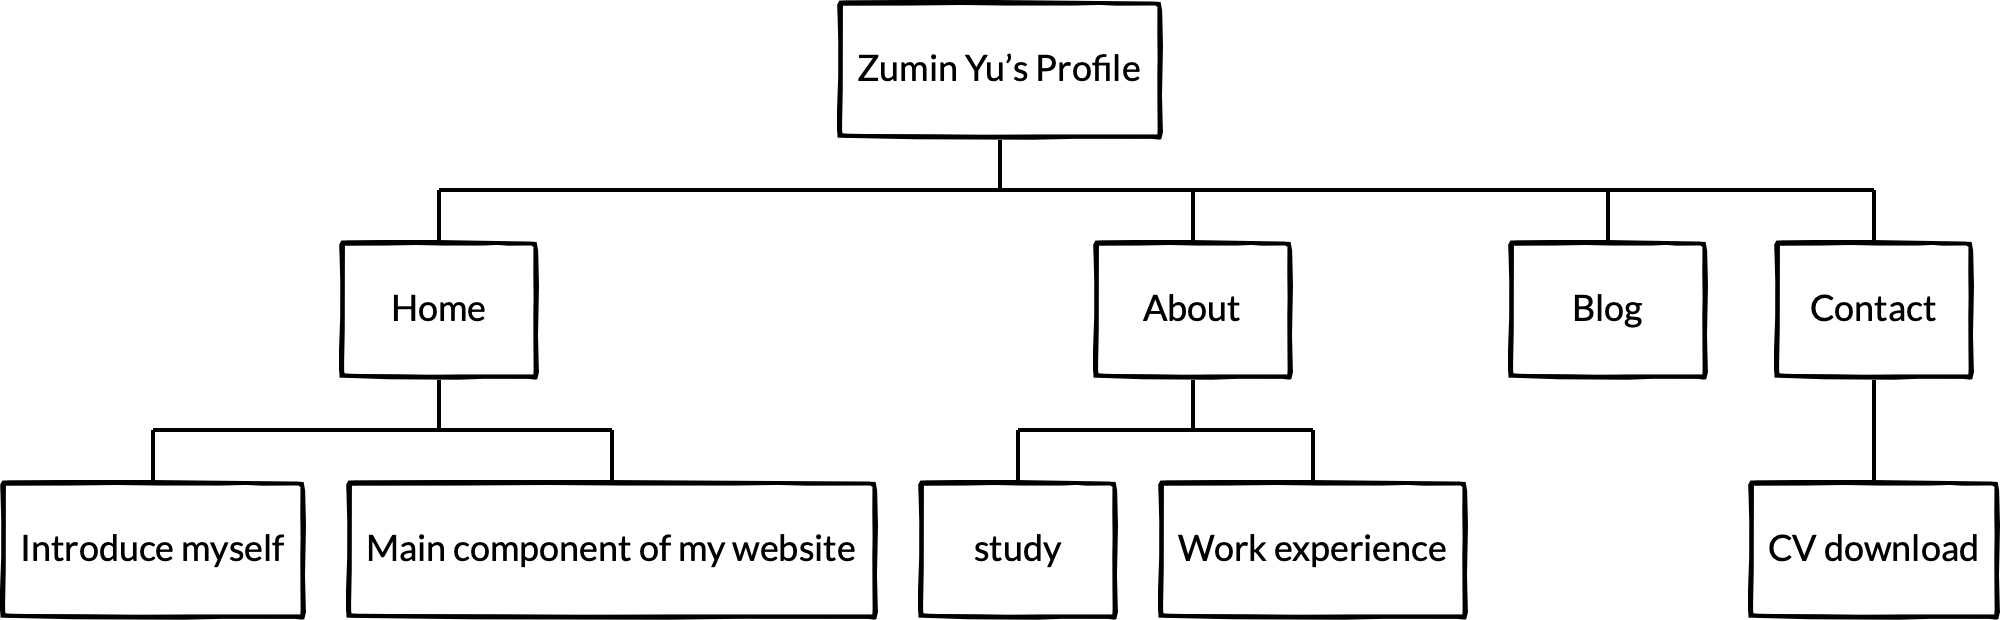 Zumin Yu’s Profile
Home
About
Blog
Contact
Introduce myself
Main component of my website
study
Work experience
CV download